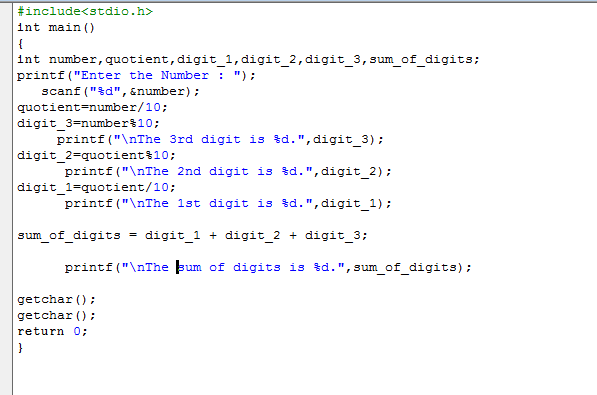 #include<stdio.h>
int main()
{
int number,quotient,digit_1,digit_2,digit_3,sum_of_digits;
printf("Enter the Number : ");
scanf("%d",&number);
quotient=number/10;
digit_3=number%10;
printf("\nThe 3rd digit is %d.",digit_3);
digit_2=quotient%10;
printf("\nThe 2nd digit is %d.",digit_2);
digit_1=quotient/10;
printf("\nThe 1st digit is %d.",digit_1);
sum_of_digits = digit_1 + digit_2 + digit_3;
printf("\nThe sum of digits is %d.",sum_of_digits);
getchar();
getchar();
return 0;
}